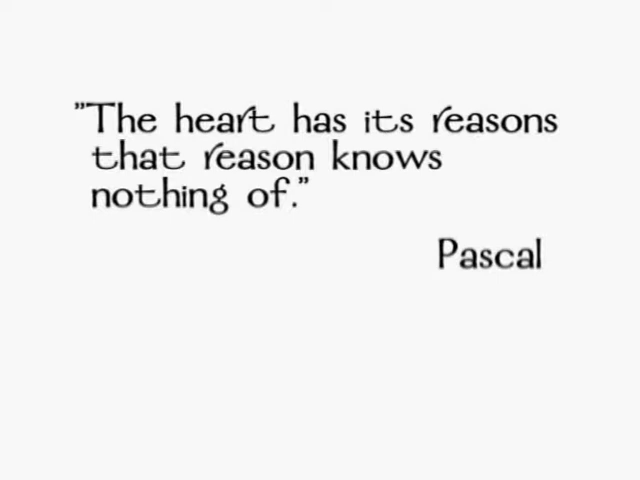 "The heart has its reasons
that reason knows
nothing of."
Pascal